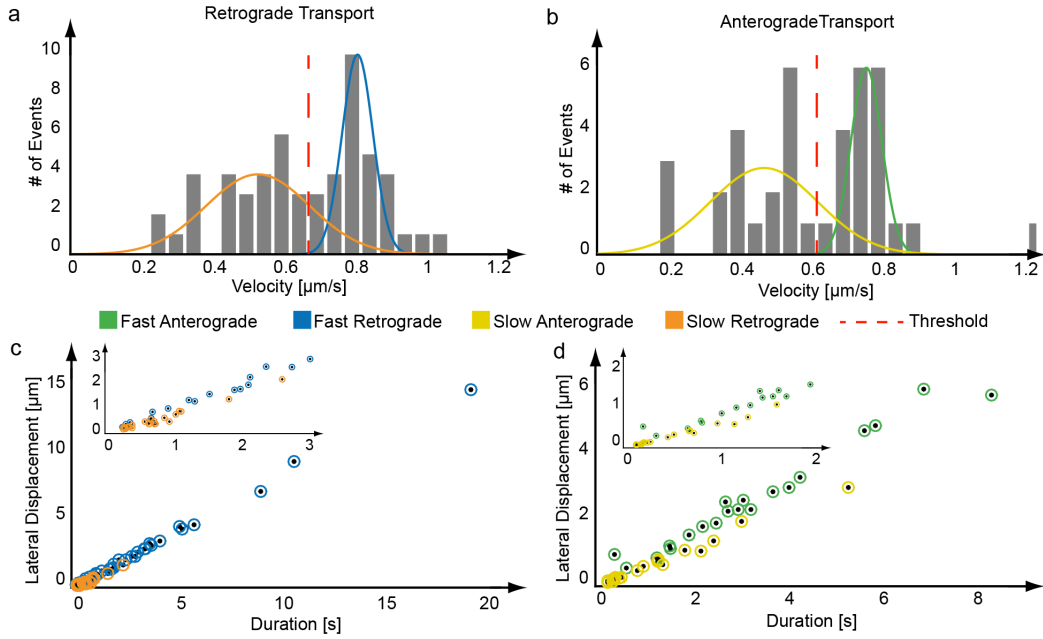 a
Retrograde Transport
# of Events
10
8
6
4
2
0
0
0.2
0.4
0.6
0.8
1
1.2
Velocity [µm/s]
b
AnterogradeTransport
# of Events
6
4
2
0
0
0.2
0.4
0.6
0.8
1
1.2
Velocity [µm/s]
Fast Anterograde
Fast Retrograde
Slow Anterograde
Slow Retrograde
Threshold
c
Lateral Displacement [µm]
15
10
5
0
0
5
10
15
20
Duration [s]
3
2
1
0
0
1
2
3
d
Lateral Displacement [µm]
6
4
2
0
0
2
4
6
8
Duration [s]
2
1
0
0
1
2